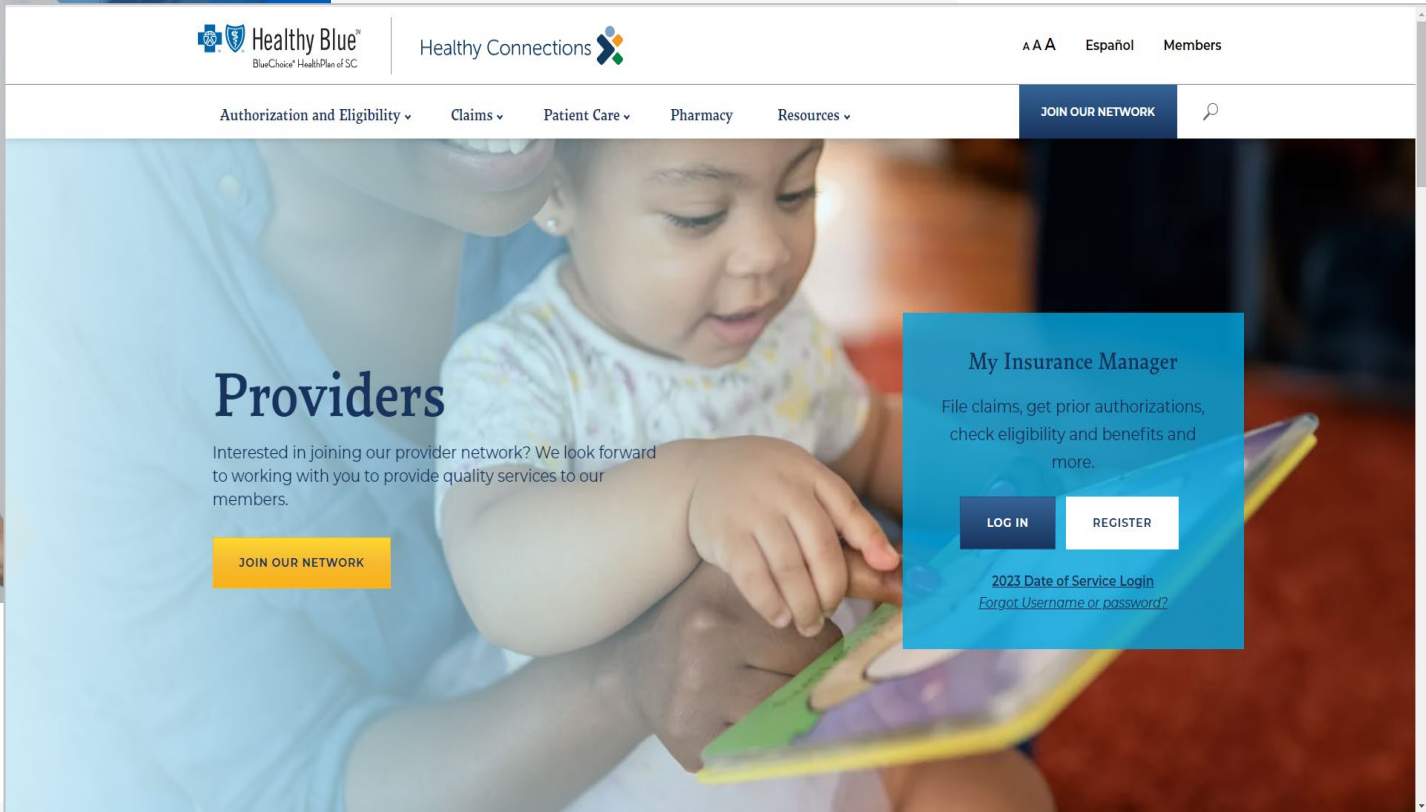 Healthy Blue℠
BlueChoice® HealthPlan of SC
Healthy Connections
A A A
Español
Members
Authorization and Eligibility
Claims
Patient Care
Pharmacy
Resources
JOIN OUR NETWORK
Providers
Interested in joining our provider network? We look forward
to working with you to provide quality services to our
members.
JOIN OUR NETWORK
My Insurance Manager
File claims, get prior authorizations,
check eligibility and benefits and
more.
LOG IN
REGISTER
2023 Date of Service Login
Forgot Username or password?